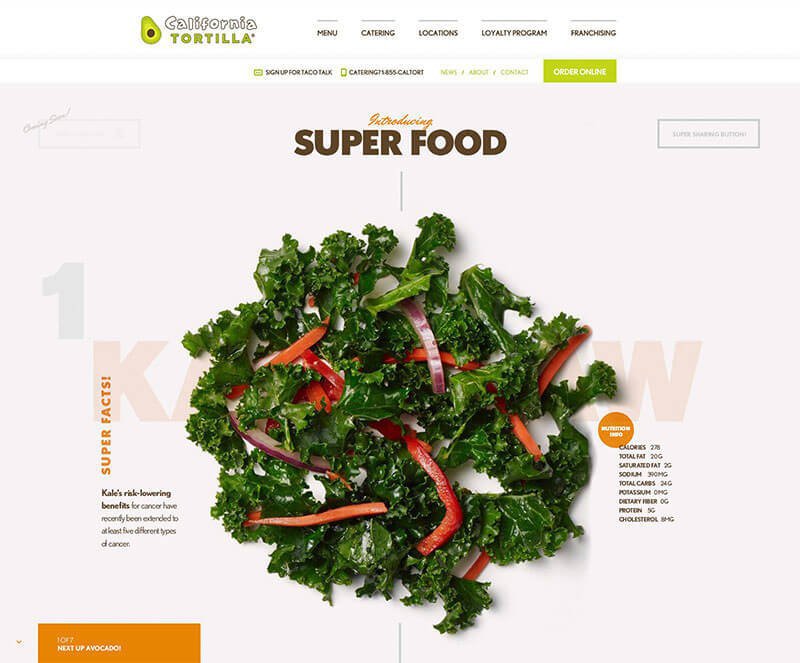 California
TORTILLA®
MENU
CATERING
LOCATIONS
LOYALTY PROGRAM
FRANCHISING
SIGN UP FOR TACO TALK
CATERING?1-855-CALTORT
NEWS / ABOUT / CONTACT
ORDER ONLINE
Coming Soon!
Introducing
SUPER FOOD
SUPER SHARING BUTTON!
1
SUPER FACTS!
Kale's risk-lowering
benefits for cancer have
recently been extended to
at least five different types
of cancer.
NUTRITION
INFO
CALORIES 278
TOTAL FAT 20G
SATURATED FAT 2G
SODIUM 390MG
TOTAL CARBS 24G
POTASSIUM 0MG
DIETARY FIBER 0G
PROTEIN 5G
CHOLESTEROL 8MG
1 OF 7
NEXT UP AVOCADO!